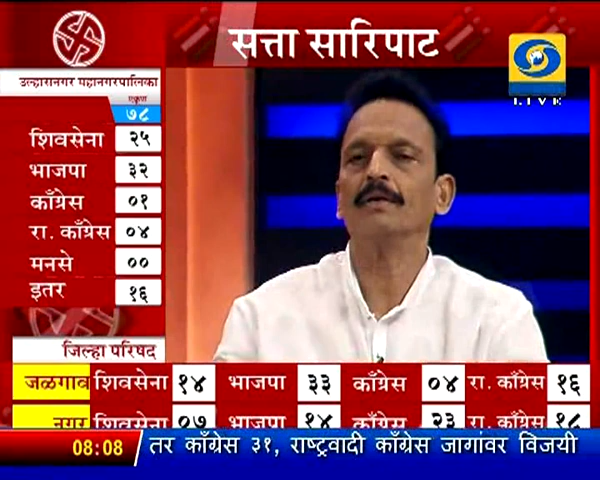 सत्ता सारिपाट
LIVE
उल्हासनगर महानगरपालिका
एकुण
७८
शिवसेना २५
भाजपा ३२
काँग्रेस ०१
रा. काँग्रेस ०४
मनसे ००
इतर १६
जिल्हा परिषद
जळगाव शिवसेना १४ भाजपा ३३ काँग्रेस ०४ रा. काँग्रेस १६
नगर शिवसेना ०७ भाजपा १४ काँग्रेस २३ रा. काँग्रेस १८
08:08 तर काँग्रेस ३१, राष्ट्रवादी काँग्रेस जागांवर विजयी